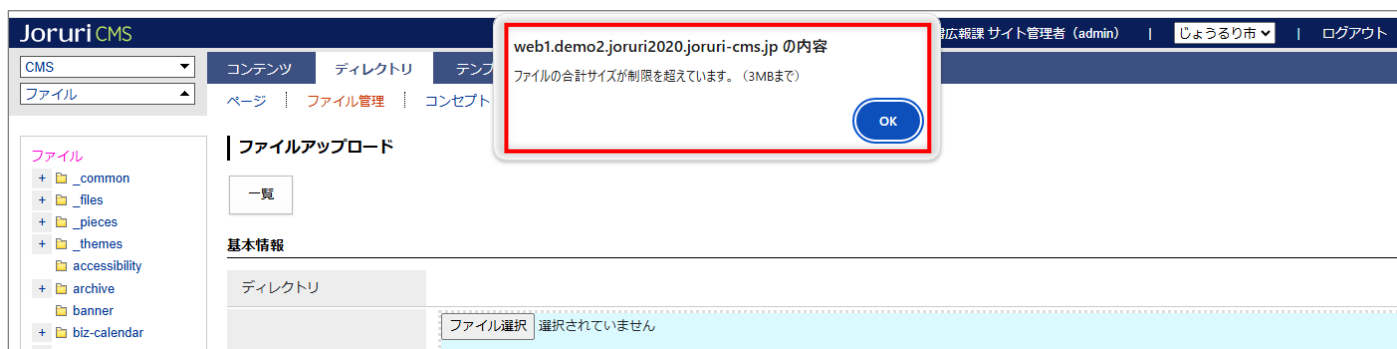 Joruri CMS
広報課 サイト管理者（admin） | じょうるり市 | ログアウト
web1.demo2.joruri2020.joruri-cms.jp の内容
ファイルの合計サイズが制限を超えています。（3MBまで）
OK
CMS
ファイル
コンテンツ ディレクトリ テンプ
ページ ファイル管理 コンセプト
ファイル
+ _common
+ _files
+ _pieces
+ _themes
accessibility
+ archive
banner
+ biz-calendar
ファイルアップロード
一覧
基本情報
ディレクトリ
ファイル選択 選択されていません